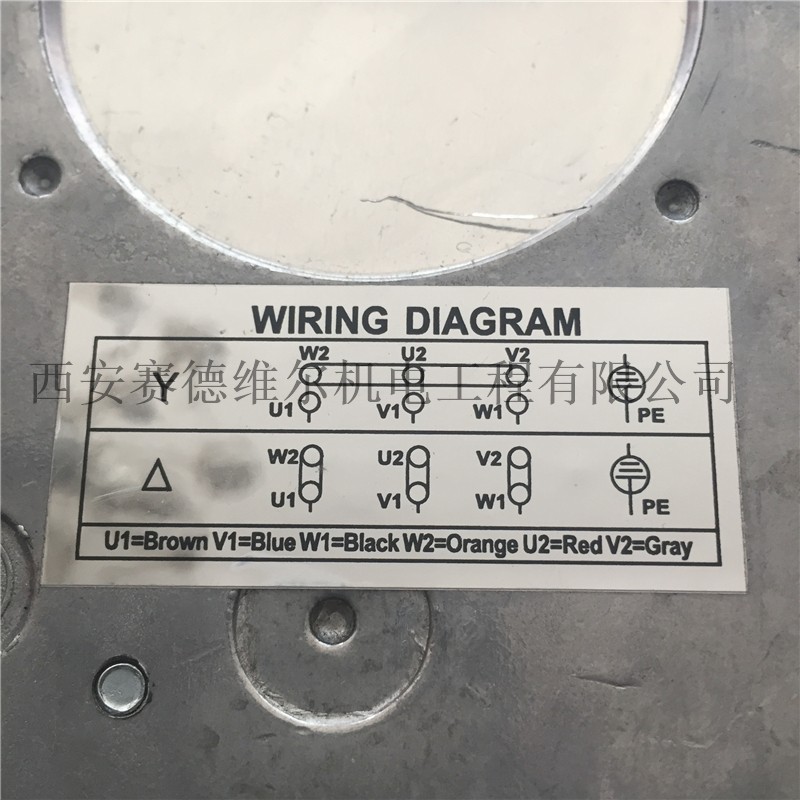 WIRING DIAGRAM
W2 U2 V2
西安赛德维尔机电工程有限公司
Y
U1 V1 W1 PE
W2 U2 V2
Δ
U1 V1 W1 PE
U1=Brown V1=Blue W1=Black W2=Orange U2=Red V2=Gray